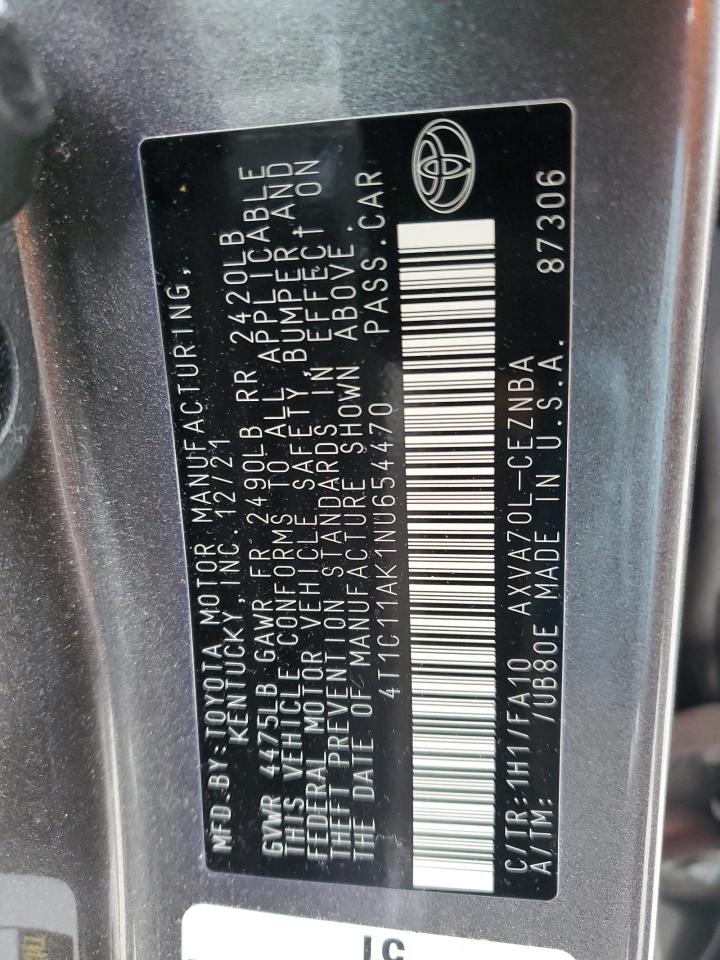 MFD.BY:TOYOTA MOTOR MANUFACTURING,
KENTUCKY,INC. 12/21
GVWR 4475LB GAWR FR 2490LB RR 2420LB
THIS VEHICLE CONFORMS TO ALL APPLICABLE
FEDERAL MOTOR VEHICLE SAFETY, BUMPER AND
THEFT PREVENTION STANDARDS IN EFFECT ON
THE DATE OF MANUFACTURE SHOWN ABOVE.
4T1C11AK1NU654470 PASS.CAR
C/TR:1H1/FA10 AXVA70L-CEZNBA 87306
A/TM: /UB80E MADE IN U.S.A.